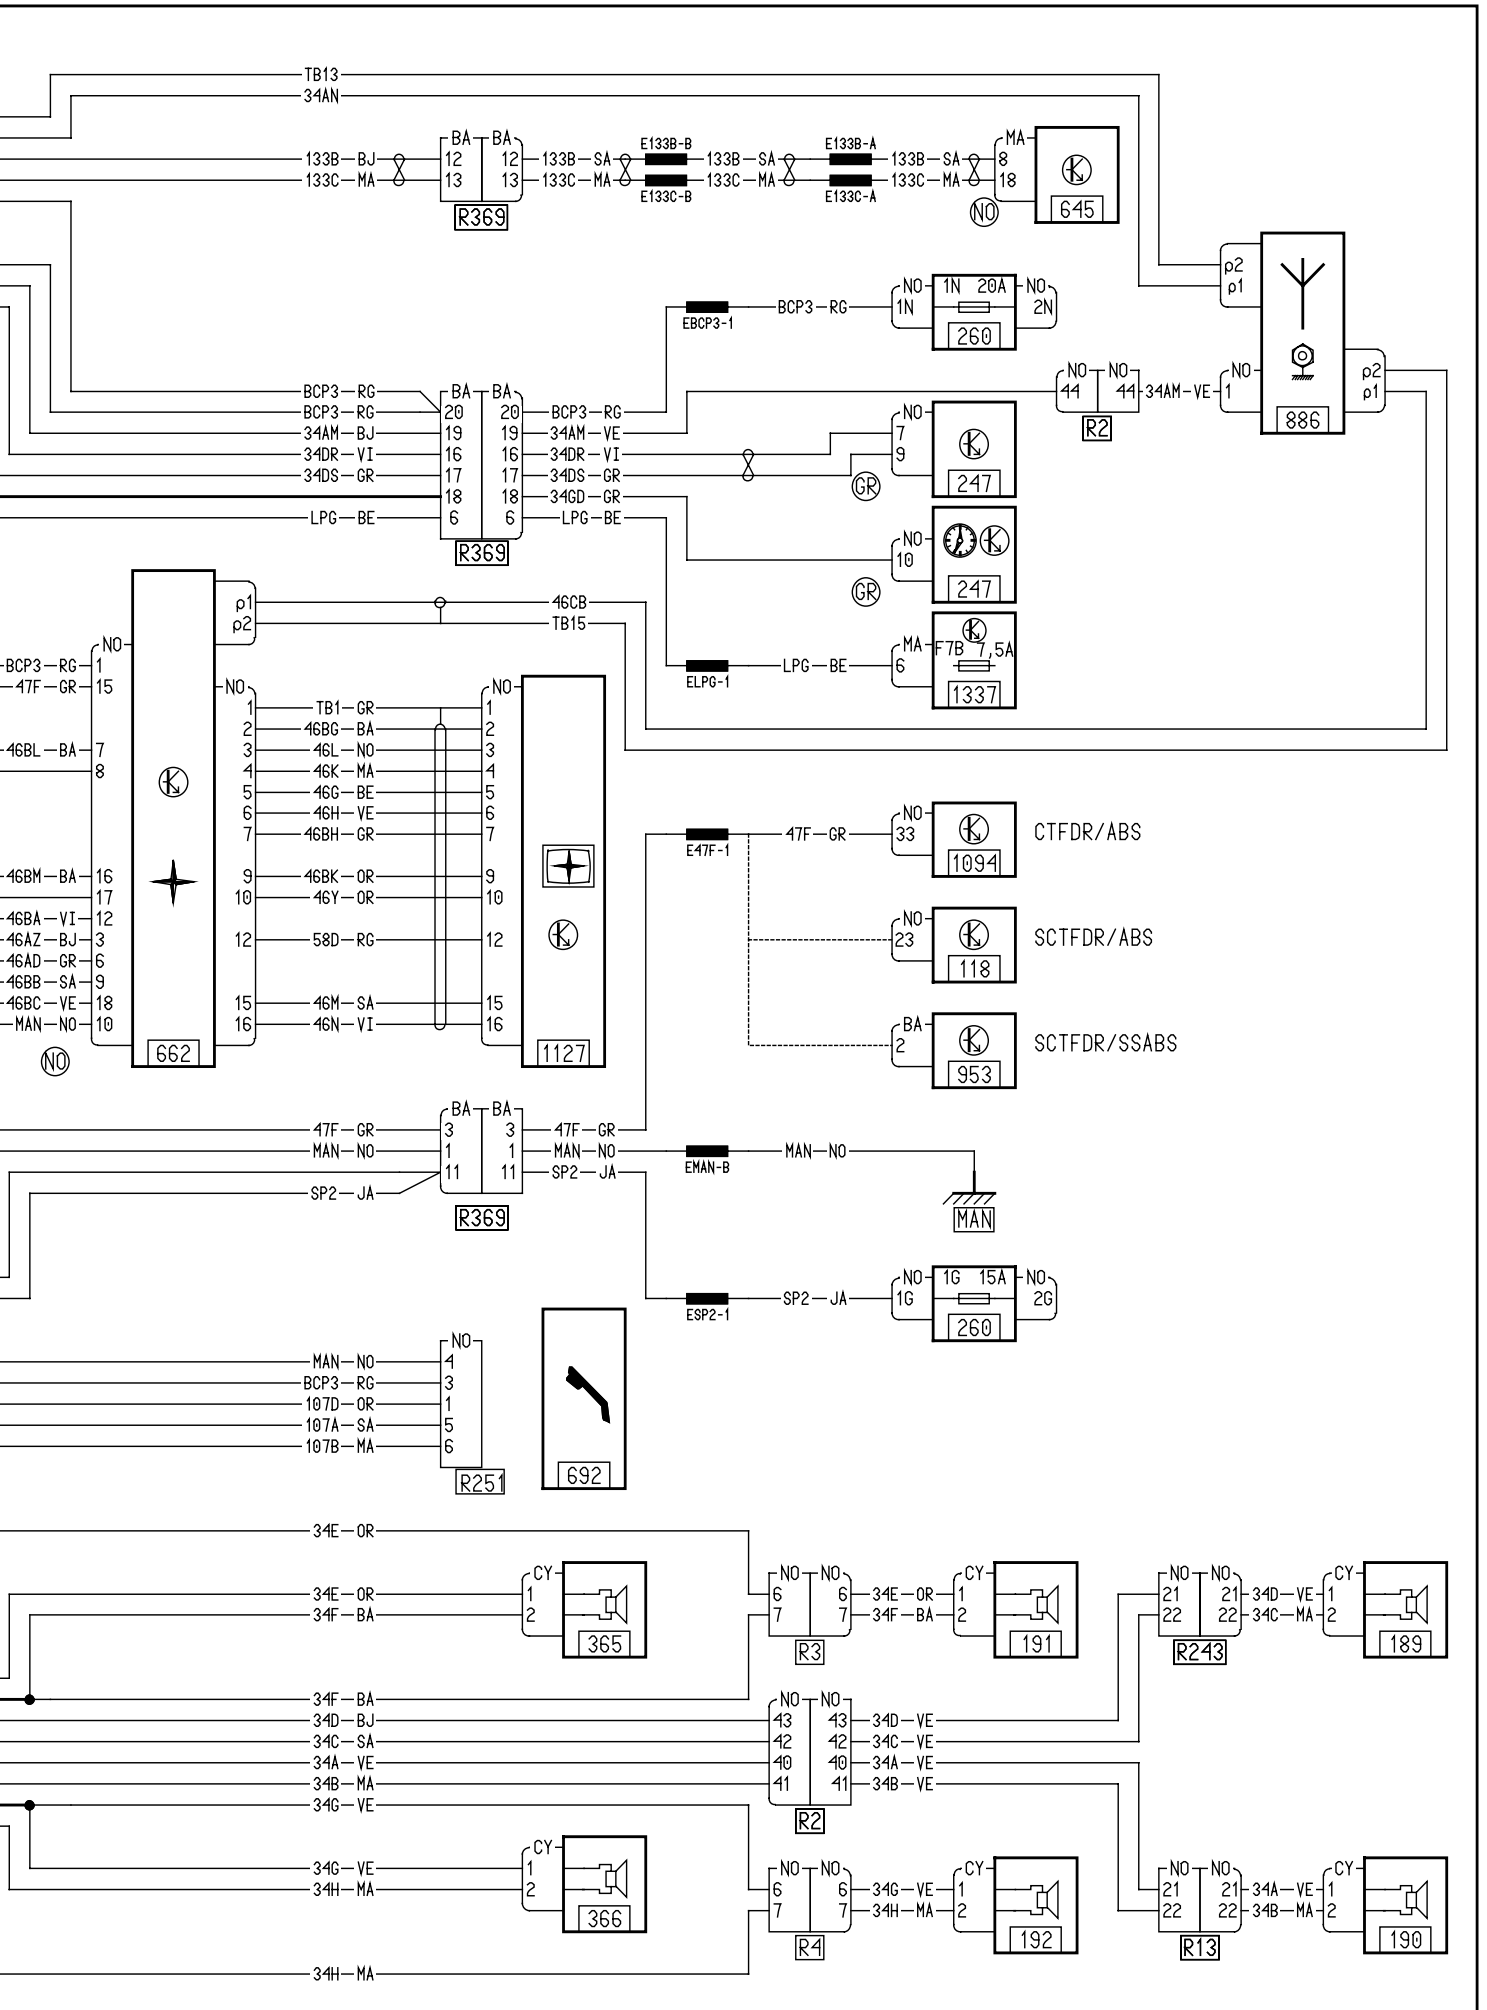 TB13
34AN
BA BA E133B-B E133B-A MA
133B BJ 12 12 133B SA 133B SA 133B SA 8
133C MA 13 13 133C MA 133C MA 133C MA 18
E133C-B E133C-A
R369 NO 645
p2
p1
NO 1N 20A NO
BCP3 RG 1N 2N
EBCP3-1 260
NO NO NO p2
BCP3 RG BA BA 44 44 34AM VE 1 p1
BCP3 RG 20 20 BCP3 RG NO R2 886
34AM BJ 19 19 34AM VE 7
34DR VI 16 16 34DR VI 9
34DS GR 17 17 34DS GR GR 247
18 18 34GD GR
LPG BE 6 6 LPG BE NO
R369 10
GR 247
p1 46CB
p2 TB15
NO MA F7B 7,5A
BCP3 RG 1 LPG BE 6
47F GR 15 ELPG-1 1337
NO NO
1 TB1 GR 1
2 46BG BA 2
46BL BA 7 3 46L NO 3
8 4 46K MA 4
5 46G BE 5
6 46H VE 6 NO
7 46BH GR 7 47F GR 33 CTFDR/ABS
E47F-1 1094
46BM BA 16 9 46BK OR 9
17 10 46Y OR 10
46BA VI 12 NO
46AZ BJ 3 12 58D RG 12 23 SCTFDR/ABS
46AD GR 6 118
46BB SA 9
46BC VE 18 15 46M SA 15
MAN NO 10 16 46N VI 16 BA
NO 662 1127 2 SCTFDR/SSABS
953
BA BA
47F GR 3 3 47F GR
MAN NO 1 1 MAN NO MAN NO
11 11 SP2 JA EMAN-B
SP2 JA
R369 MAN
NO 1G 15A NO
SP2 JA 1G 2G
ESP2-1 260
NO
MAN NO 4
BCP3 RG 3
107D OR 1
107A SA 5
107B MA 6
R251 692
34E OR
CY NO NO CY NO NO CY
34E OR 1 6 6 34E OR 1 21 21 34D VE 1
34F BA 2 7 7 34F BA 2 22 22 34C MA 2
365 R3 191 R243 189
34F BA NO NO
34D BJ 43 43 34D VE
34C SA 42 42 34C VE
34A VE 40 40 34A VE
34B MA 41 41 34B VE
34G VE R2
CY NO NO CY NO NO CY
34G VE 1 6 6 34G VE 1 21 21 34A VE 1
34H MA 2 7 7 34H MA 2 22 22 34B MA 2
366 R4 192 R13 190
34H MA